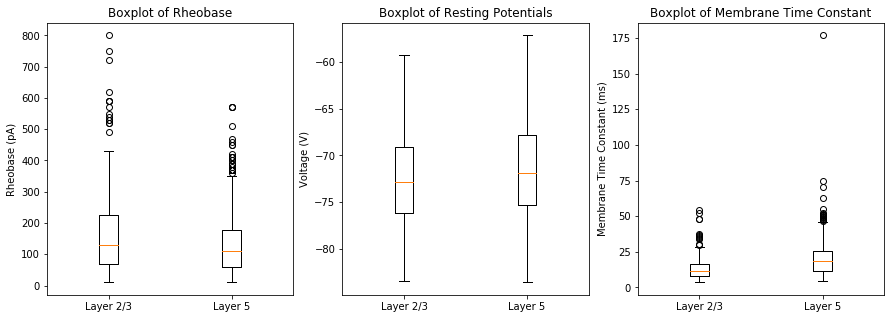 Boxplot of Rheobase
Rheobase (pA)
800
700
600
500
400
300
200
100
0
Layer 2/3
Layer 5
Boxplot of Resting Potentials
Voltage (V)
−60
−65
−70
−75
−80
Layer 2/3
Layer 5
Boxplot of Membrane Time Constant
Membrane Time Constant (ms)
175
150
125
100
75
50
25
0
Layer 2/3
Layer 5